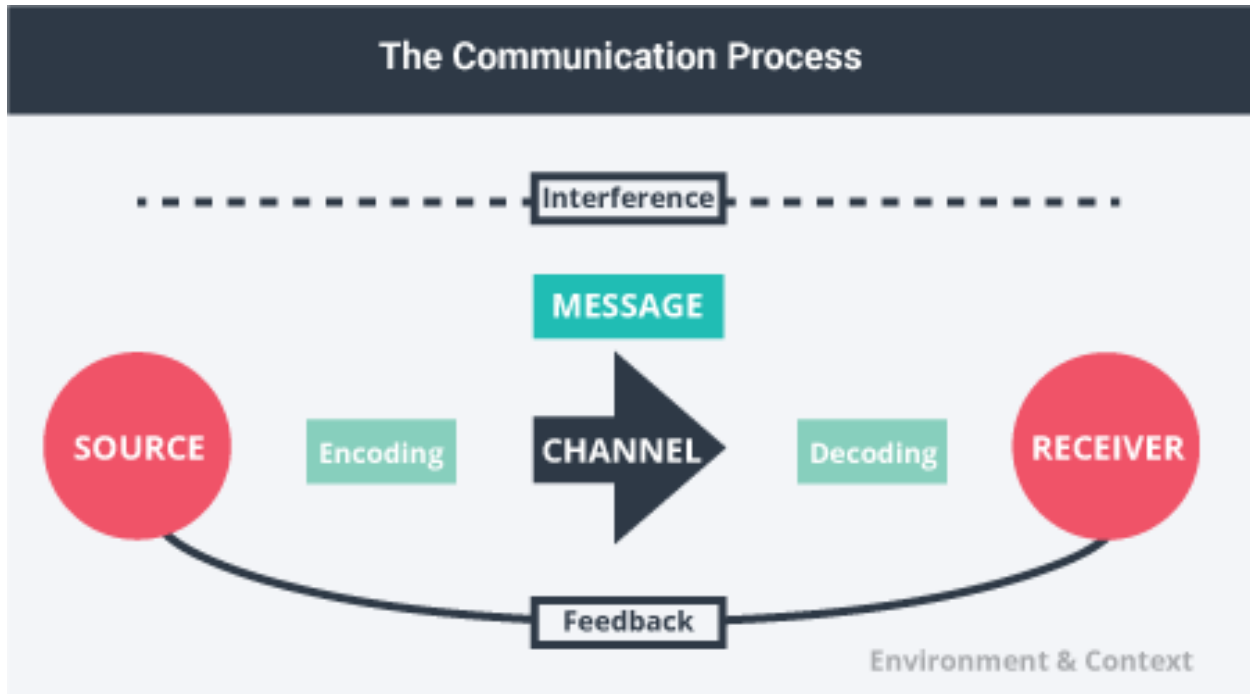 The Communication Process
Interference
MESSAGE
SOURCE
Encoding
CHANNEL
Decoding
RECEIVER
Feedback
Environment & Context